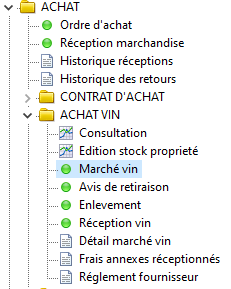 ACHAT
Ordre d'achat
Réception marchandise
Historique réceptions
Historique des retours
CONTRAT D'ACHAT
ACHAT VIN
Consultation
Edition stock proprieté
Marché vin
Avis de retiraison
Enlevement
Réception vin
Détail marché vin
Frais annexes réceptionnés
Réglement fournisseur